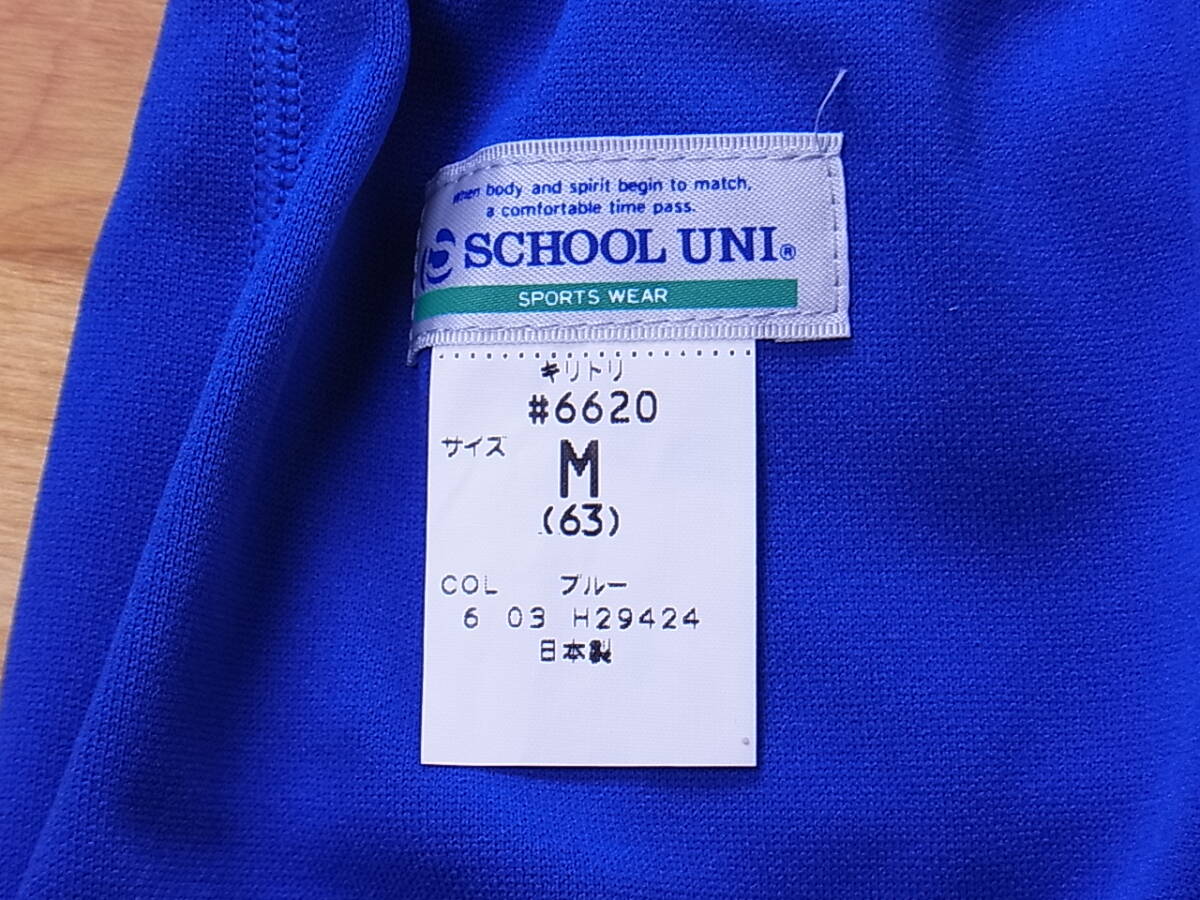 When body and spirit begin to match,
a comfortable time pass.
SCHOOL UNI®
SPORTS WEAR
キリトリ
#6620
サイズ M
(63)
COL ブルー
6 03 H29424
日本製